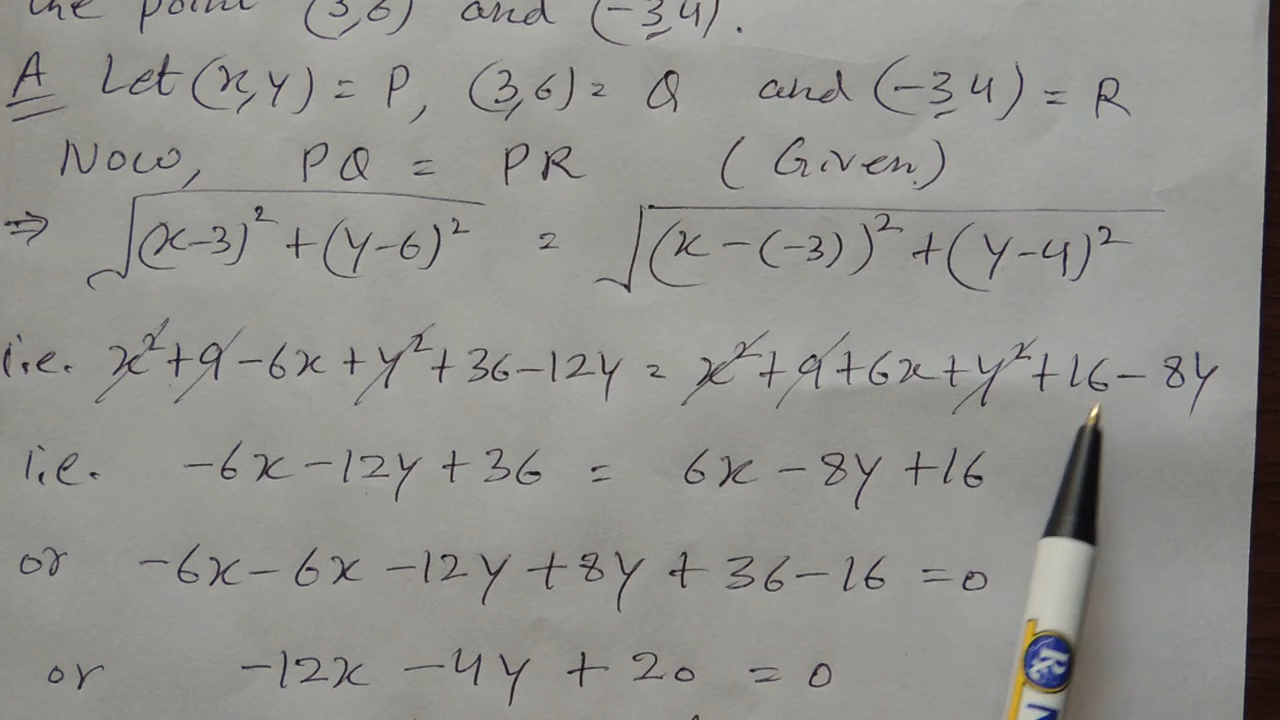 the point (3,6) and (-3,4).
A Let (x,y) = P, (3,6) = Q and (-3,4) = R
Now, PQ = PR (Given)
⇒ √((x-3)²+(y-6)²) = √((x-(-3))²+(y-4)²)
i.e. x²+9-6x+y²+36-12y = x²+9+6x+y²+16-8y
i.e. -6x-12y+36 = 6x-8y+16
or -6x-6x-12y+8y+36-16=0
or -12x-4y+20=0